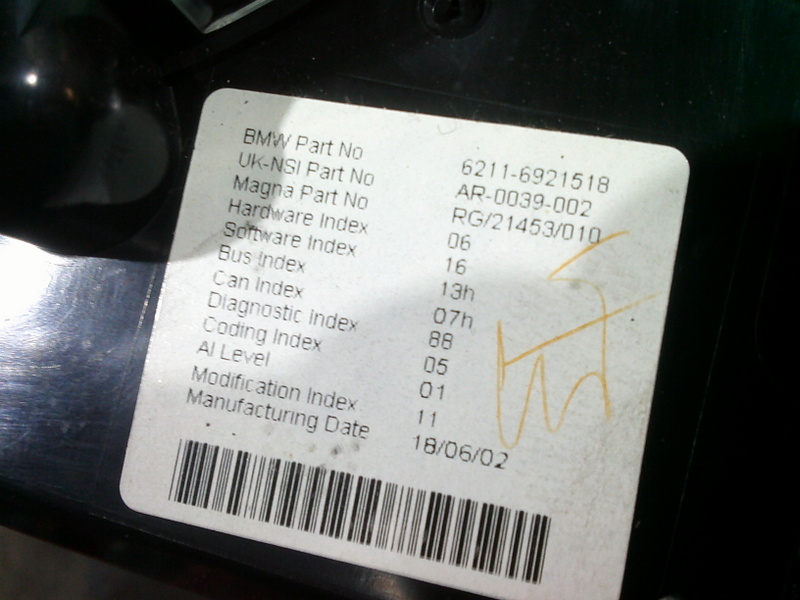 BMW Part No 6211-6921518
UK-NSI Part No AR-0039-002
Magna Part No RG/21453/010
Hardware Index 06
Software Index 16
Bus Index 13h
Can Index 07h
Diagnostic Index 88
Coding Index 05
AI Level 01
Modification Index 11
Manufacturing Date 18/06/02